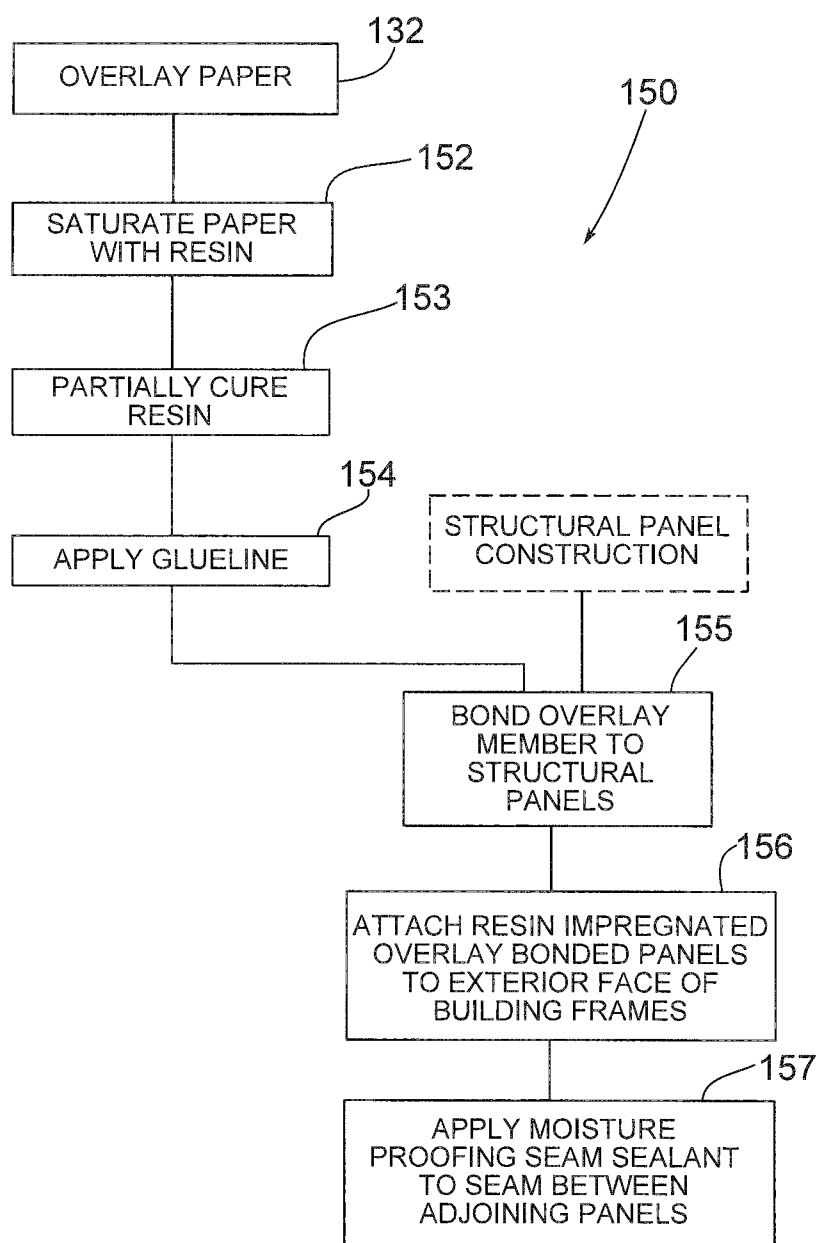 132
OVERLAY PAPER
150
152
SATURATE PAPER
WITH RESIN
153
PARTIALLY CURE
RESIN
154
APPLY GLUELINE
STRUCTURAL PANEL
CONSTRUCTION
155
BOND OVERLAY
MEMBER TO
STRUCTURAL
PANELS
156
ATTACH RESIN IMPREGNATED
OVERLAY BONDED PANELS
TO EXTERIOR FACE OF
BUILDING FRAMES
157
APPLY MOISTURE
PROOFING SEAM SEALANT
TO SEAM BETWEEN
ADJOINING PANELS